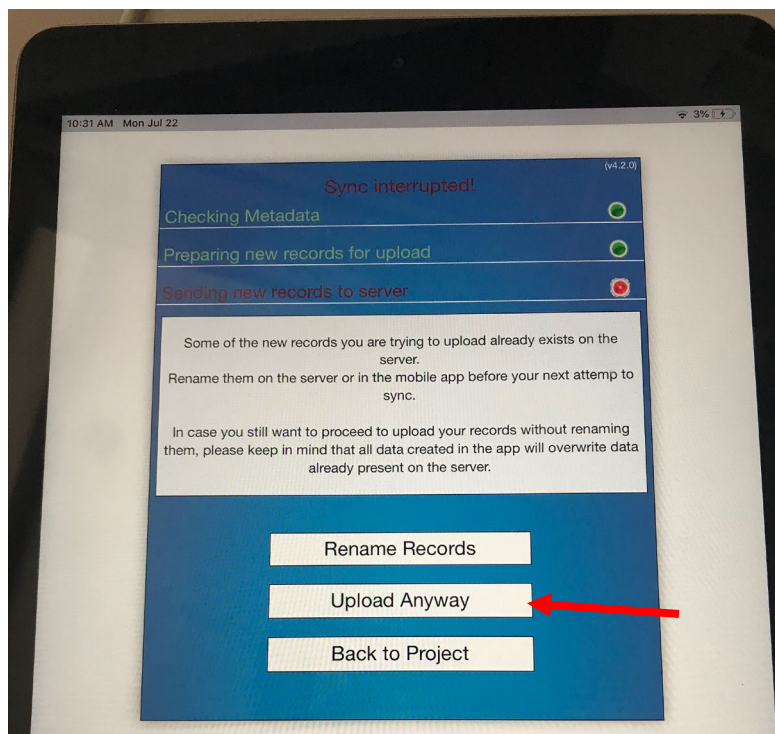 10:31 AM Mon Jul 22
3%
(v4.2.0)
Sync interrupted!
Checking Metadata
Preparing new records for upload
Sending new records to server
Some of the new records you are trying to upload already exists on the
server.
Rename them on the server or in the mobile app before your next attemp to
sync.
In case you still want to proceed to upload your records without renaming
them, please keep in mind that all data created in the app will overwrite data
already present on the server.
Rename Records
Upload Anyway
Back to Project